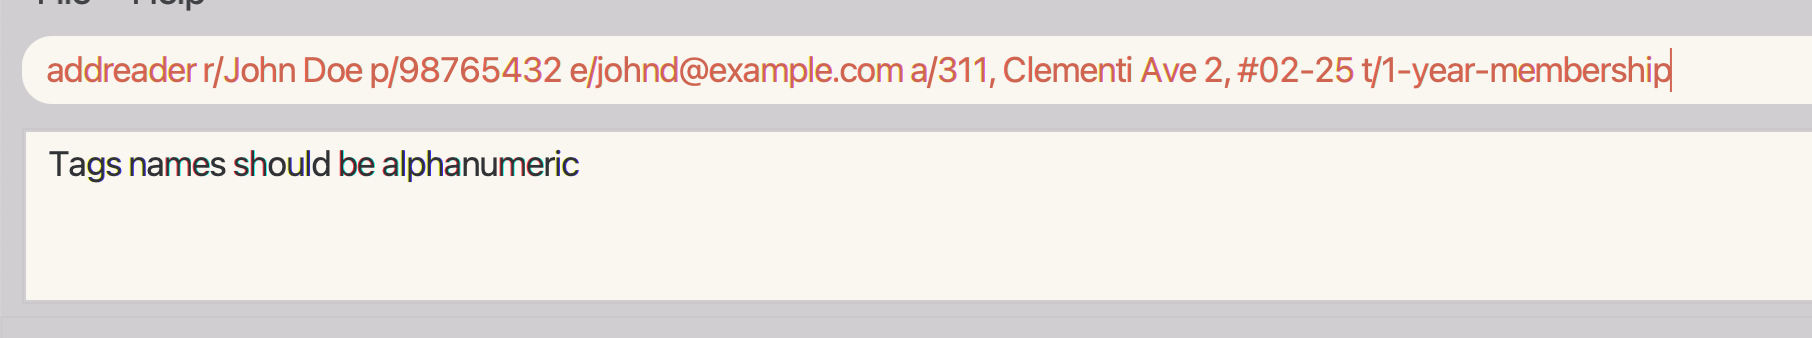 File Help
addreader r/John Doe p/98765432 e/johnd@example.com a/311, Clementi Ave 2, #02-25 t/1-year-membership
Tags names should be alphanumeric